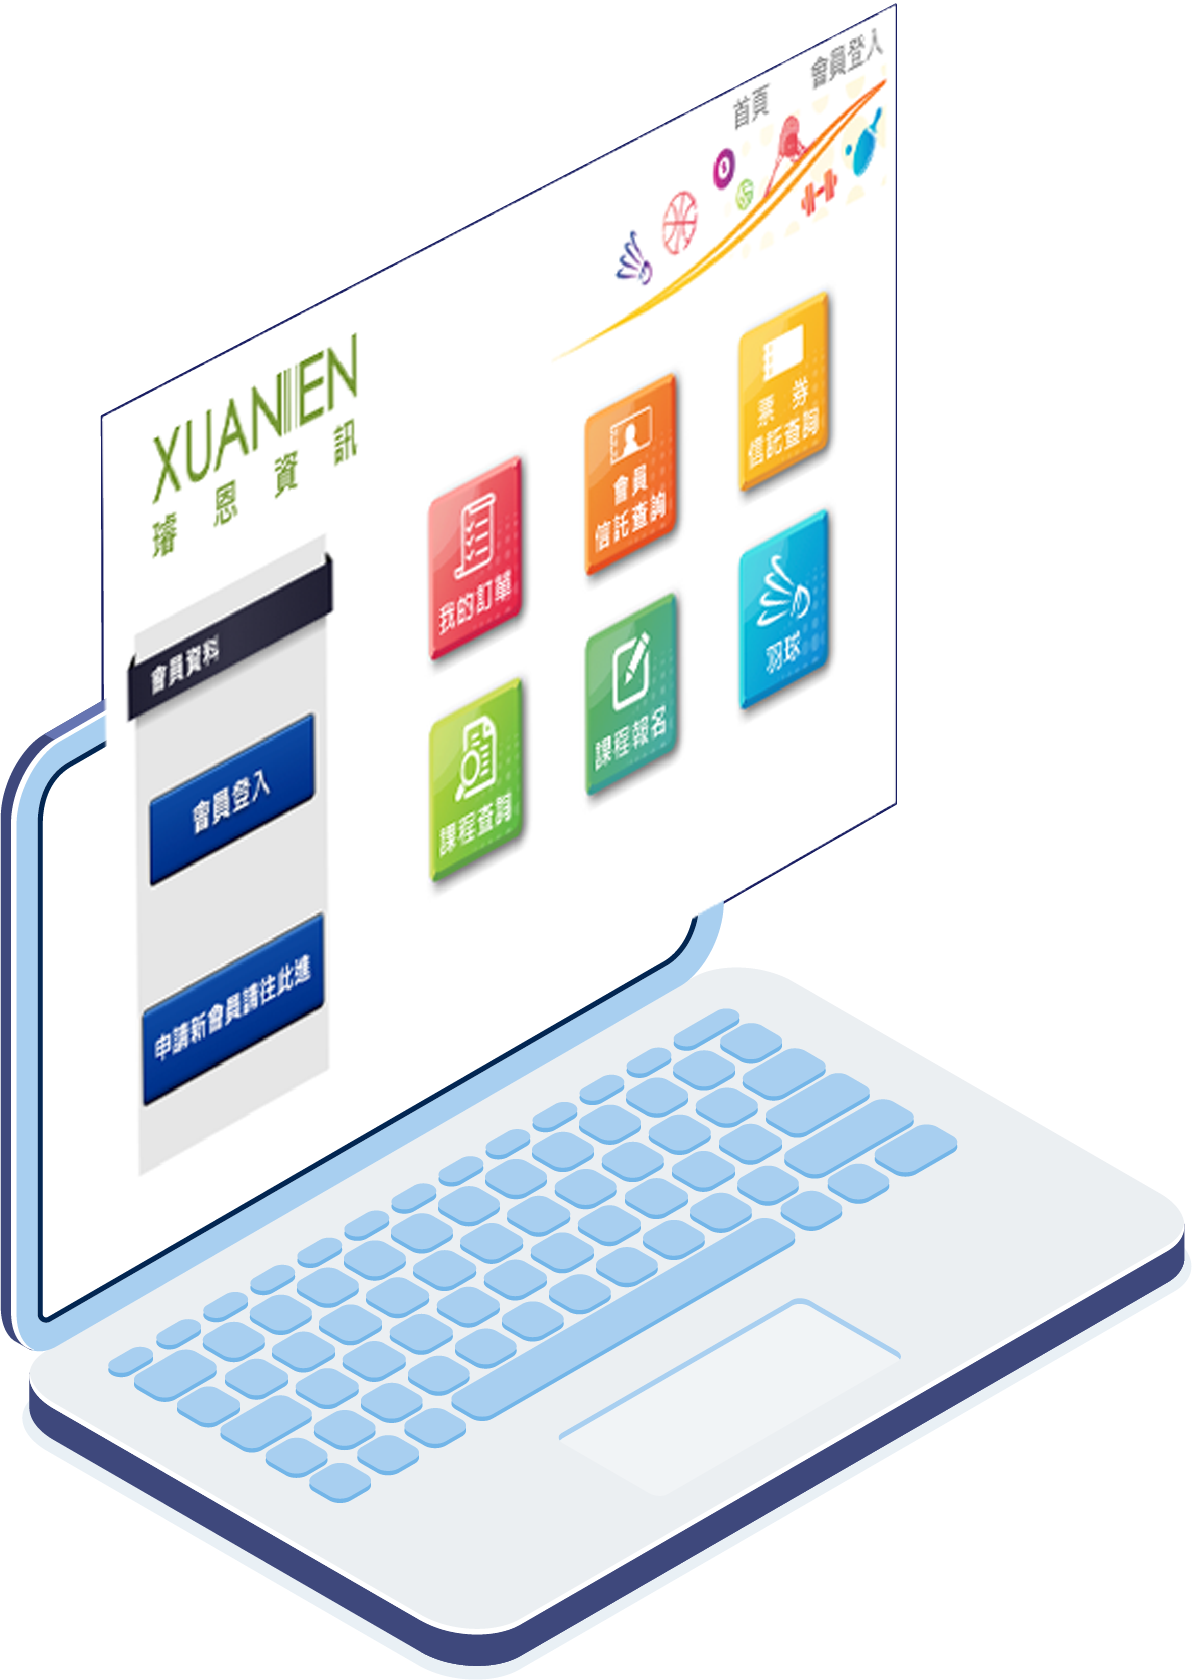 首頁 會員登入
XUANIEN
璿恩資訊
會員資料
會員登入
申請新會員請往此進
我的訂單
會員
信託查詢
票券
信託查詢
課程查詢
課程報名
羽球